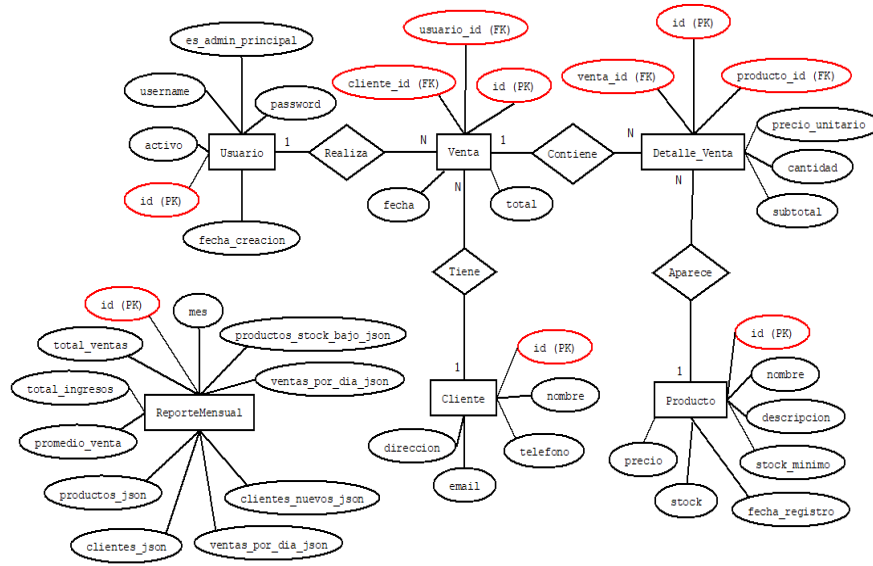 usuario_id (FK)
id (PK)
es_admin_principal
cliente_id (FK)
id (PK)
venta_id (FK)
producto_id (FK)
username
password
precio_unitario
activo
Usuario
1
Realiza
N
Venta
1
Contiene
N
Detalle_Venta
cantidad
id (PK)
fecha
N
total
N
subtotal
fecha_creacion
Tiene
Aparece
id (PK)
mes
total_ventas
productos_stock_bajo_json
id (PK)
id (PK)
total_ingresos
ventas_por_dia_json
1
1
nombre
nombre
ReporteMensual
Cliente
Producto
descripcion
promedio_venta
direccion
telefono
precio
stock_minimo
productos_json
clientes_nuevos_json
email
stock
fecha_registro
clientes_json
ventas_por_dia_json